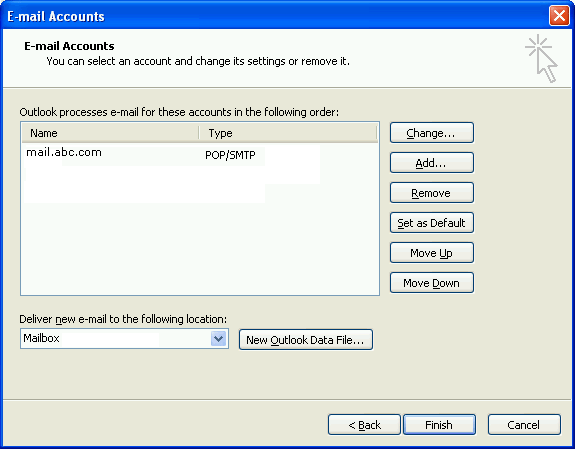 E-mail Accounts
E-mail Accounts
You can select an account and change its settings or remove it.
Outlook processes e-mail for these accounts in the following order:
Name Type
mail.abc.com POP/SMTP
Change...
Add...
Remove
Set as Default
Move Up
Move Down
Deliver new e-mail to the following location:
Mailbox New Outlook Data File...
< Back Finish Cancel